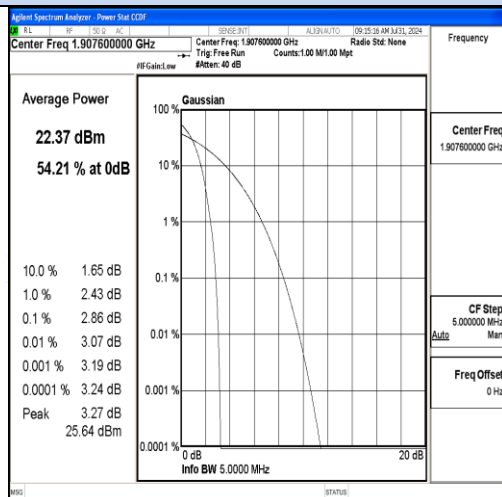 Agilent Spectrum Analyzer - Power Stat CCDF
RL RF 50 Ω AC SENSE:INT ALIGNAUTO 09:15:16 AM Jul 31, 2024
Center Freq 1.907600000 GHz
Center Freq: 1.907600000 GHz Radio Std: None
Trig: Free Run Counts:1.00 M/1.00 Mpt
#IFGain:Low #Atten: 40 dB
Frequency
Average Power
22.37 dBm
54.21 % at 0dB
10.0 % 1.65 dB
1.0 % 2.43 dB
0.1 % 2.86 dB
0.01 % 3.07 dB
0.001 % 3.19 dB
0.0001 % 3.24 dB
Peak 3.27 dB
25.64 dBm
Gaussian
100 %
10 %
1 %
0.1 %
0.01 %
0.001 %
0.0001 %
0 dB 20 dB
Info BW 5.0000 MHz
Center Freq
1.907600000 GHz
CF Step
5.000000 MHz
Auto Man
Freq Offset
0 Hz
MSG STATUS